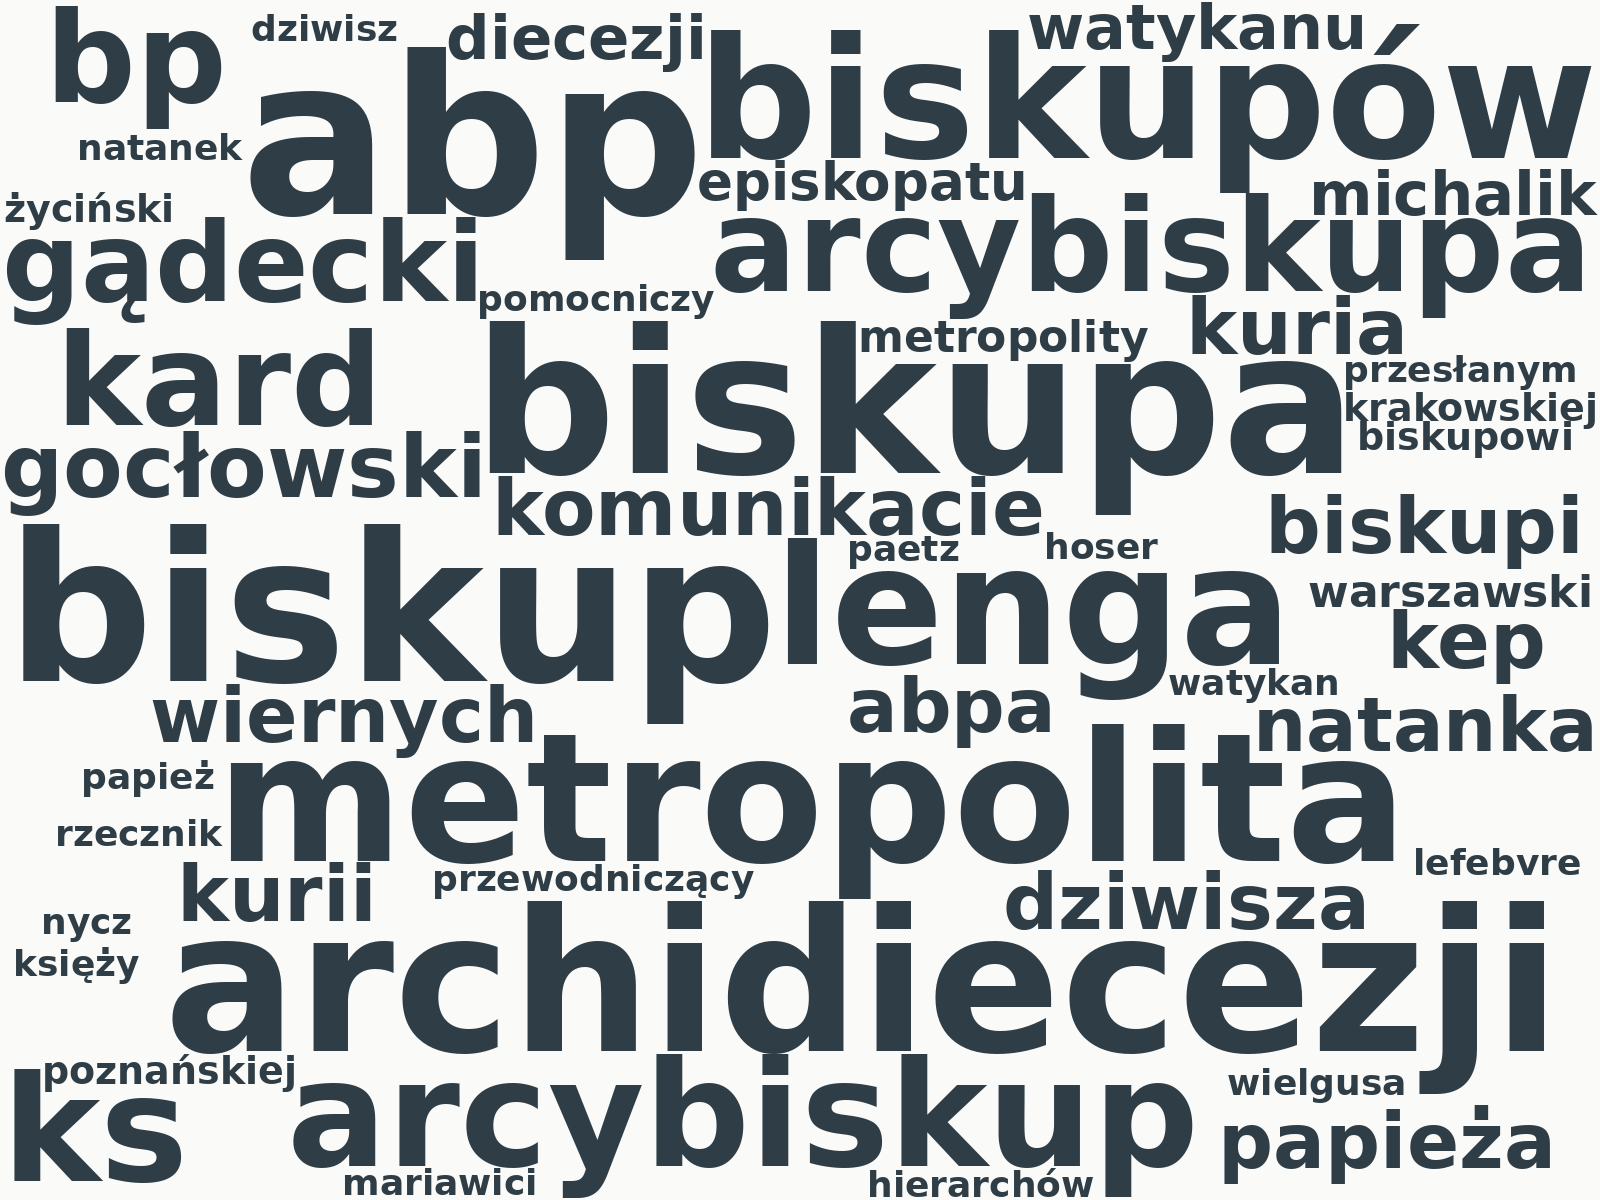 bp
dziwisz
diecezji
watykanu
abp
biskupów
natanek
episkopatu
michalik
życiński
gądecki
arcybiskupa
pomocniczy
kard
biskupa
metropolity
kuria
przesłanym
krakowskiej
biskupowi
gocłowski
komunikacie
biskupi
biskup
lenga
paetz
hoser
warszawski
kep
wiernych
abpa
watykan
natanka
papież
metropolita
rzecznik
kurii
przewodniczący
dziwisza
lefebvre
nycz
księży
archidiecezji
poznańskiej
ks
arcybiskup
wielgusa
papieża
mariawici
hierarchów